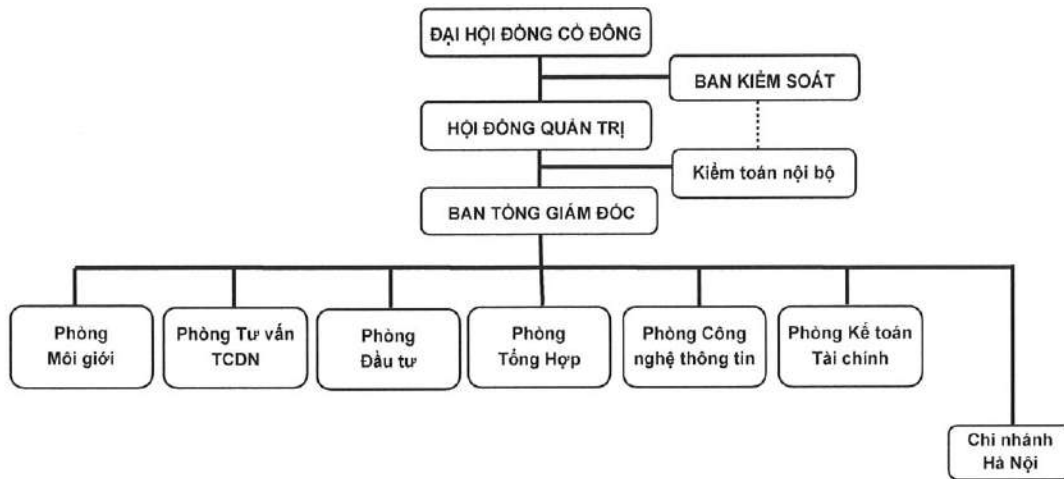 ĐẠI HỘI ĐỒNG CỔ ĐÔNG
BAN KIỂM SOÁT
HỘI ĐỒNG QUẢN TRỊ
Kiểm toán nội bộ
BAN TỔNG GIÁM ĐỐC
Phòng
Môi giới
Phòng Tư vấn
TCDN
Phòng
Đầu tư
Phòng
Tổng Hợp
Phòng Công
nghệ thông tin
Phòng Kế toán
Tài chính
Chi nhánh
Hà Nội